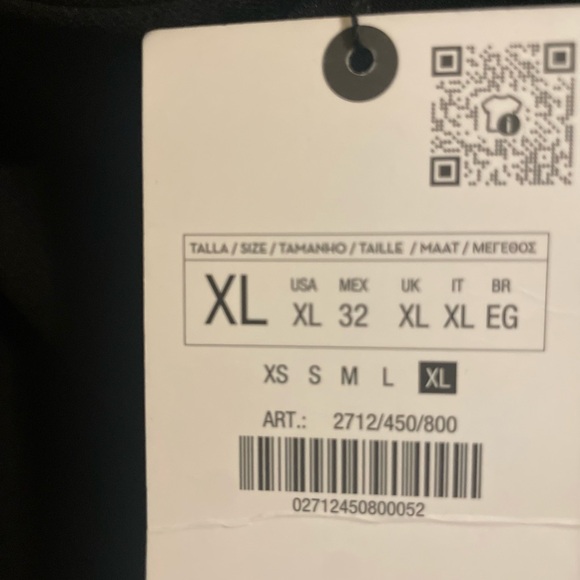 TALLA / SIZE / TAMANHO / TAILLE / MAAT / ΜΕΓΕΘΟΣ
USA MEX UK IT BR
XL XL 32 XL XL EG
XS S M L XL
ART.: 2712/450/800
02712450800052